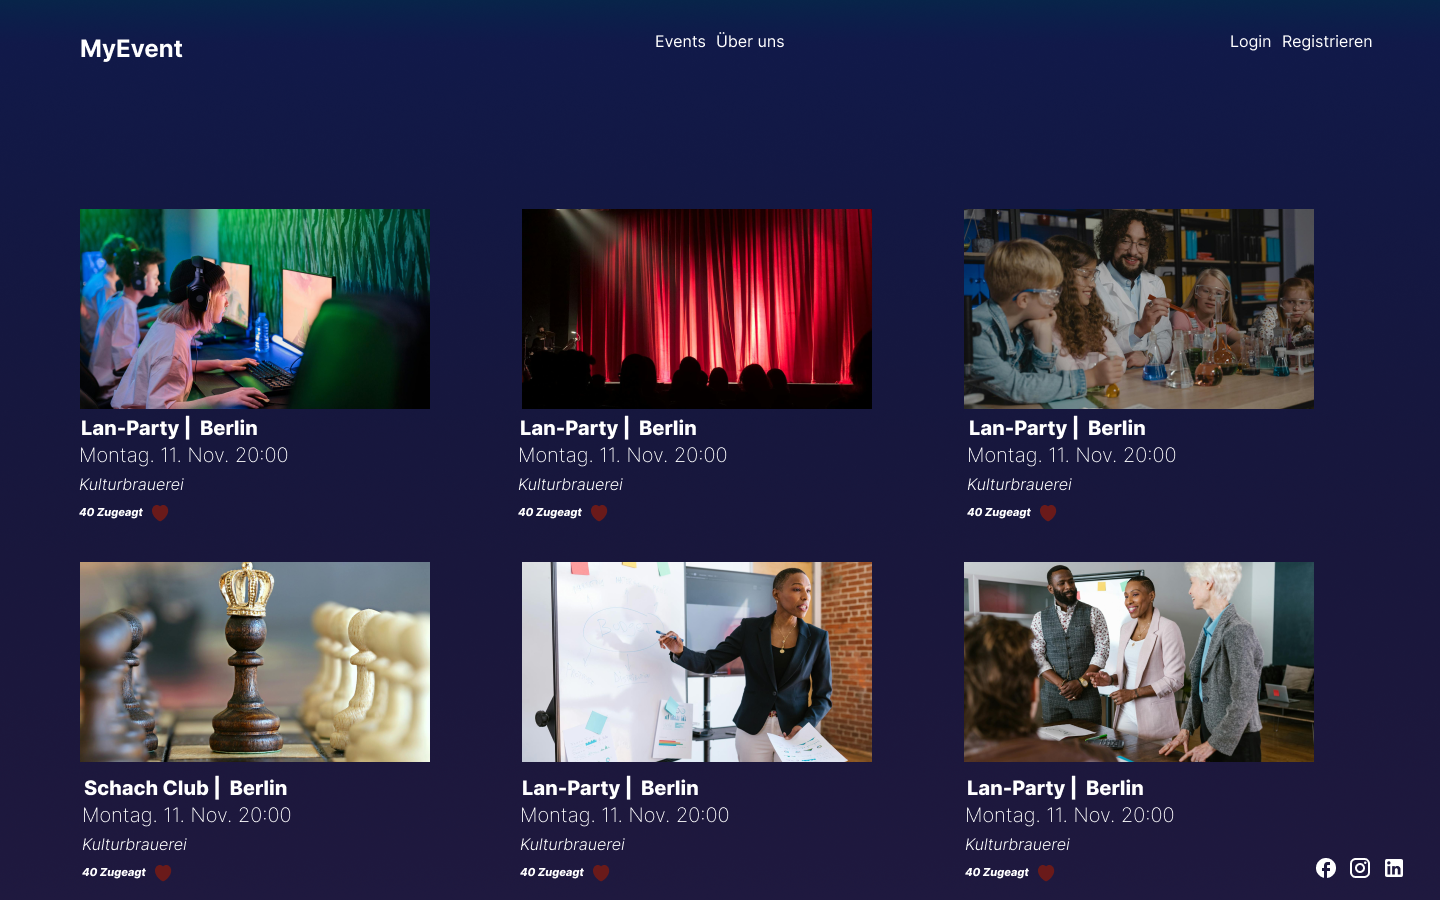 MyEvent
Events Über uns
Login Registrieren
Lan-Party | Berlin
Montag. 11. Nov. 20:00
Kulturbrauerei
40 Zugeagt
Lan-Party | Berlin
Montag. 11. Nov. 20:00
Kulturbrauerei
40 Zugeagt
Lan-Party | Berlin
Montag. 11. Nov. 20:00
Kulturbrauerei
40 Zugeagt
Schach Club | Berlin
Montag. 11. Nov. 20:00
Kulturbrauerei
40 Zugeagt
Lan-Party | Berlin
Montag. 11. Nov. 20:00
Kulturbrauerei
40 Zugeagt
Lan-Party | Berlin
Montag. 11. Nov. 20:00
Kulturbrauerei
40 Zugeagt